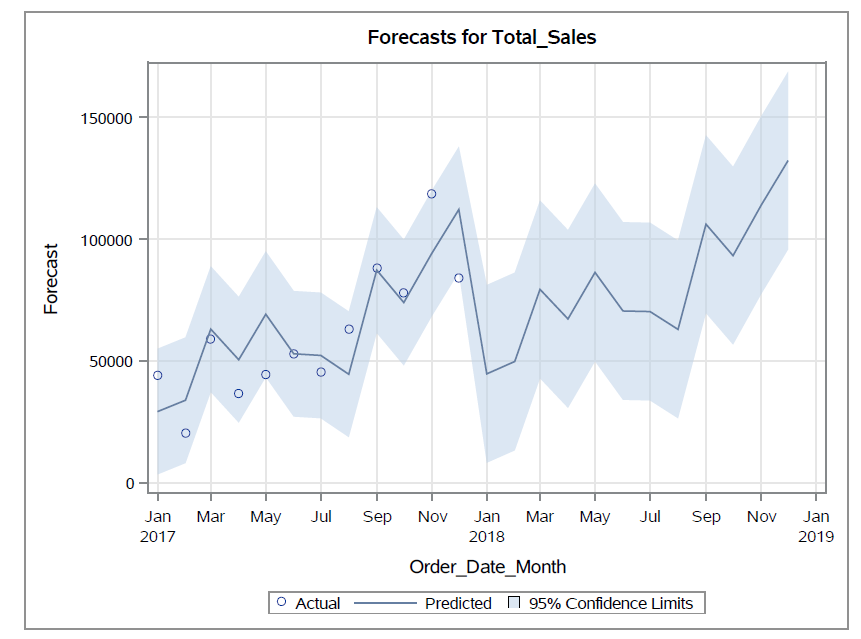 Forecasts for Total_Sales
150000
100000
50000
0
Forecast
Jan Mar May Jul Sep Nov Jan Mar May Jul Sep Nov Jan
2017 2018 2019
Order_Date_Month
Actual Predicted 95% Confidence Limits